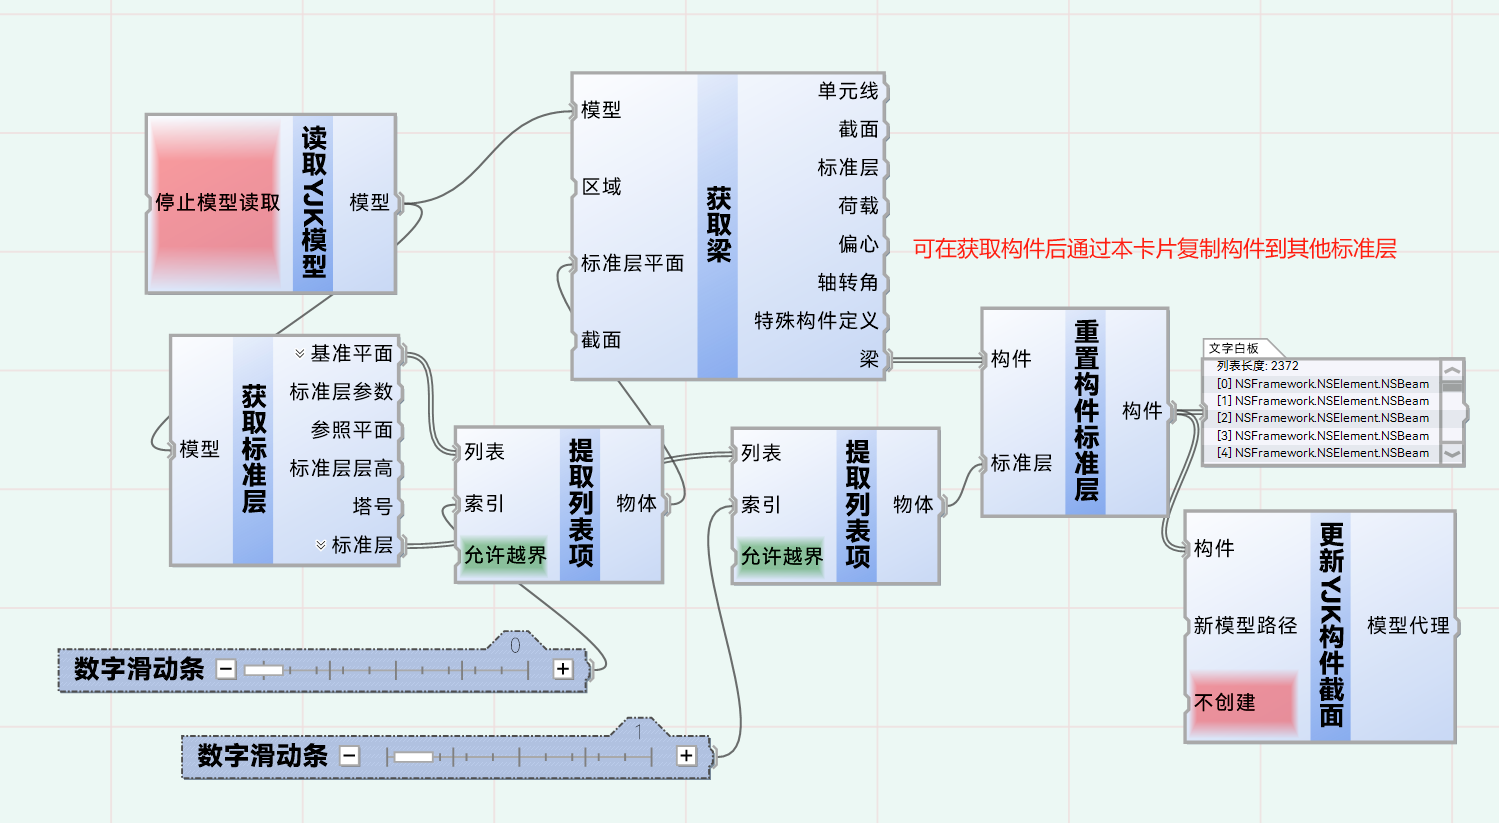 停止模型读取
读取YJK模型
模型
模型
区域
标准层平面
截面
获取梁
单元线
截面
标准层
荷载
偏心
轴转角
特殊构件定义
梁
可在获取构件后通过本卡片复制构件到其他标准层
模型
获取标准层
基准平面
标准层参数
参照平面
标准层层高
塔号
标准层
列表
索引
允许越界
提取列表项
物体
列表
索引
允许越界
提取列表项
物体
构件
标准层
重置构件标准层
构件
文字白板
列表长度: 2372
[0] NSFramework.NSElement.NSBeam
[1] NSFramework.NSElement.NSBeam
[2] NSFramework.NSElement.NSBeam
[3] NSFramework.NSElement.NSBeam
[4] NSFramework.NSElement.NSBeam
构件
新模型路径
不创建
更新YJK构件截面
模型代理
0
数字滑动条
1
数字滑动条